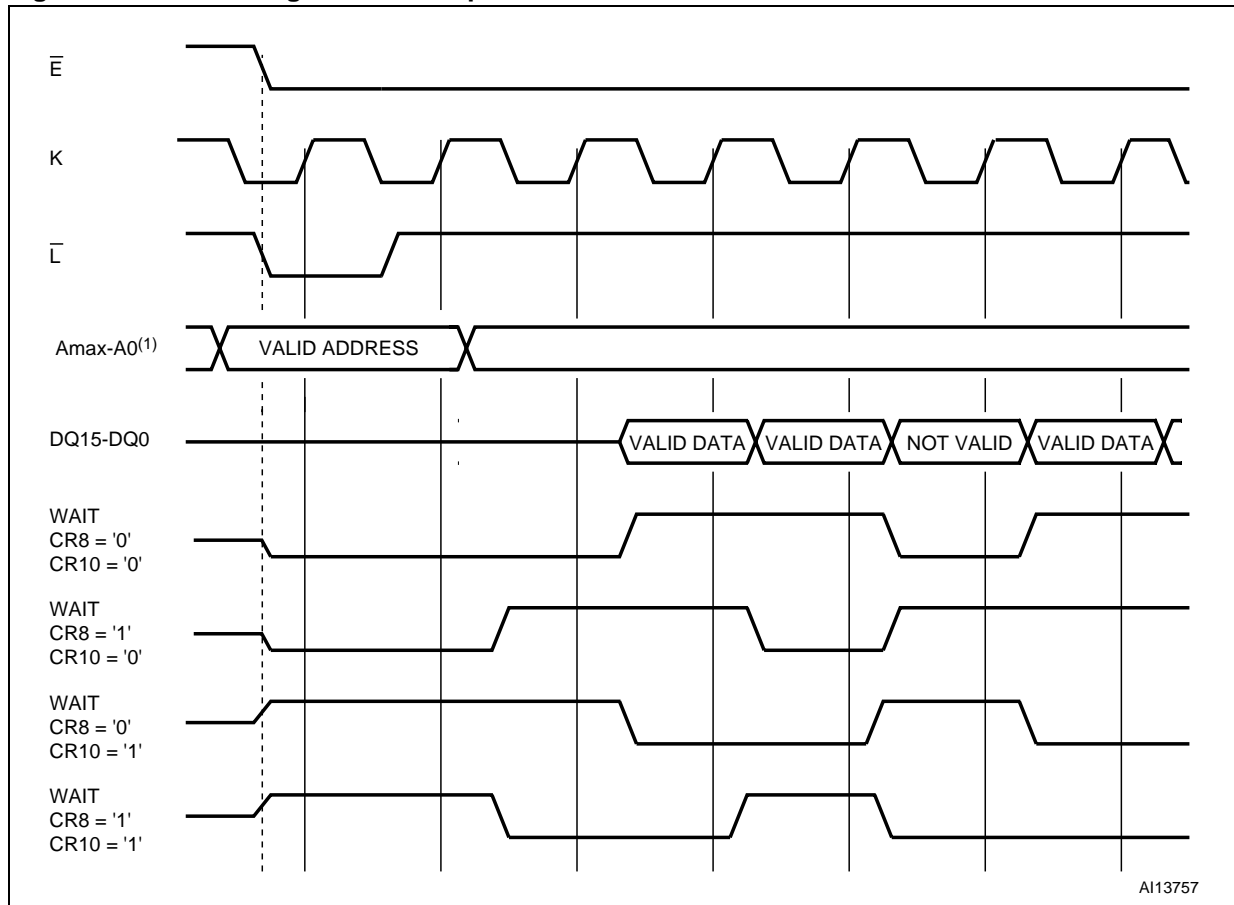 E
K
L
Amax-A0(1)
VALID ADDRESS
DQ15-DQ0
VALID DATA
VALID DATA
NOT VALID
VALID DATA
WAIT
CR8 = '0'
CR10 = '0'
WAIT
CR8 = '1'
CR10 = '0'
WAIT
CR8 = '0'
CR10 = '1'
WAIT
CR8 = '1'
CR10 = '1'
AI13757